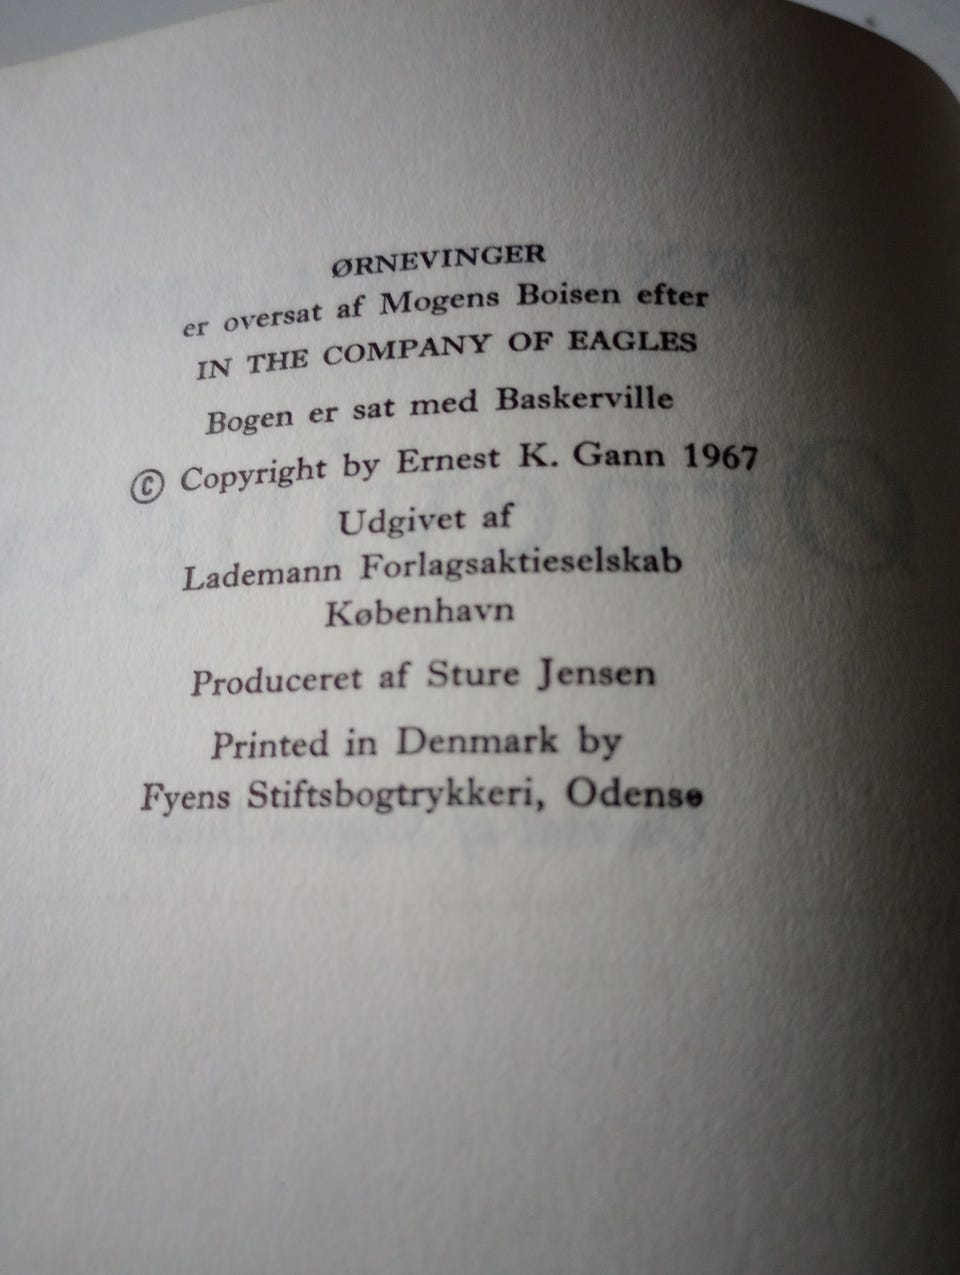 ØRNEVINGER
er oversat af Mogens Boisen efter
IN THE COMPANY OF EAGLES
Bogen er sat med Baskerville
© Copyright by Ernest K. Gann 1967
Udgivet af
Lademann Forlagsaktieselskab
København
Produceret af Sture Jensen
Printed in Denmark by
Fyens Stiftsbogtrykkeri, Odense